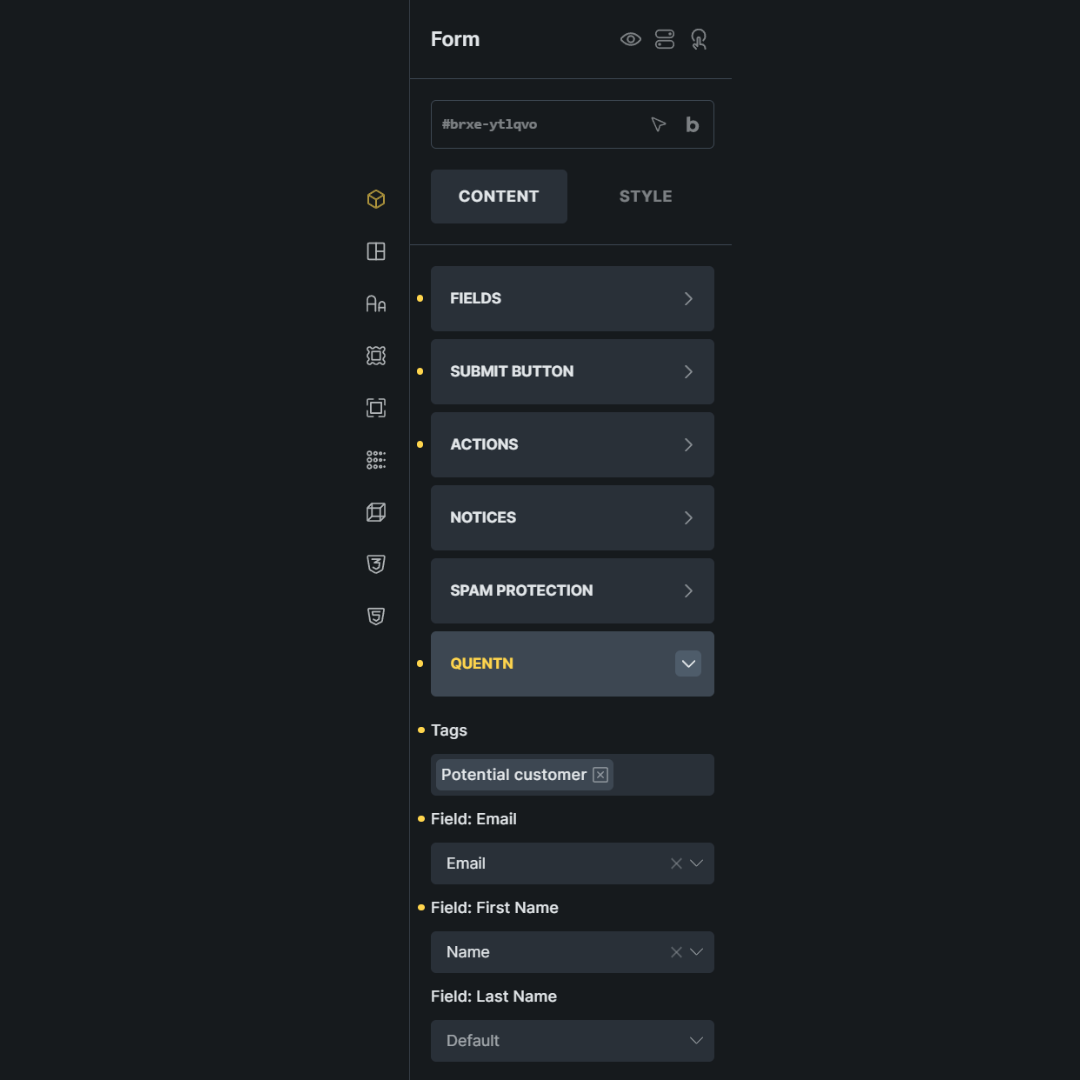 Form
#brxe-ytlqvo
b
CONTENT
STYLE
FIELDS
SUBMIT BUTTON
AA
ACTIONS
NOTICES
SPAM PROTECTION
QUENTN
Tags
Potential customer
Field: Email
Email
Field: First Name
Name
Field: Last Name
Default